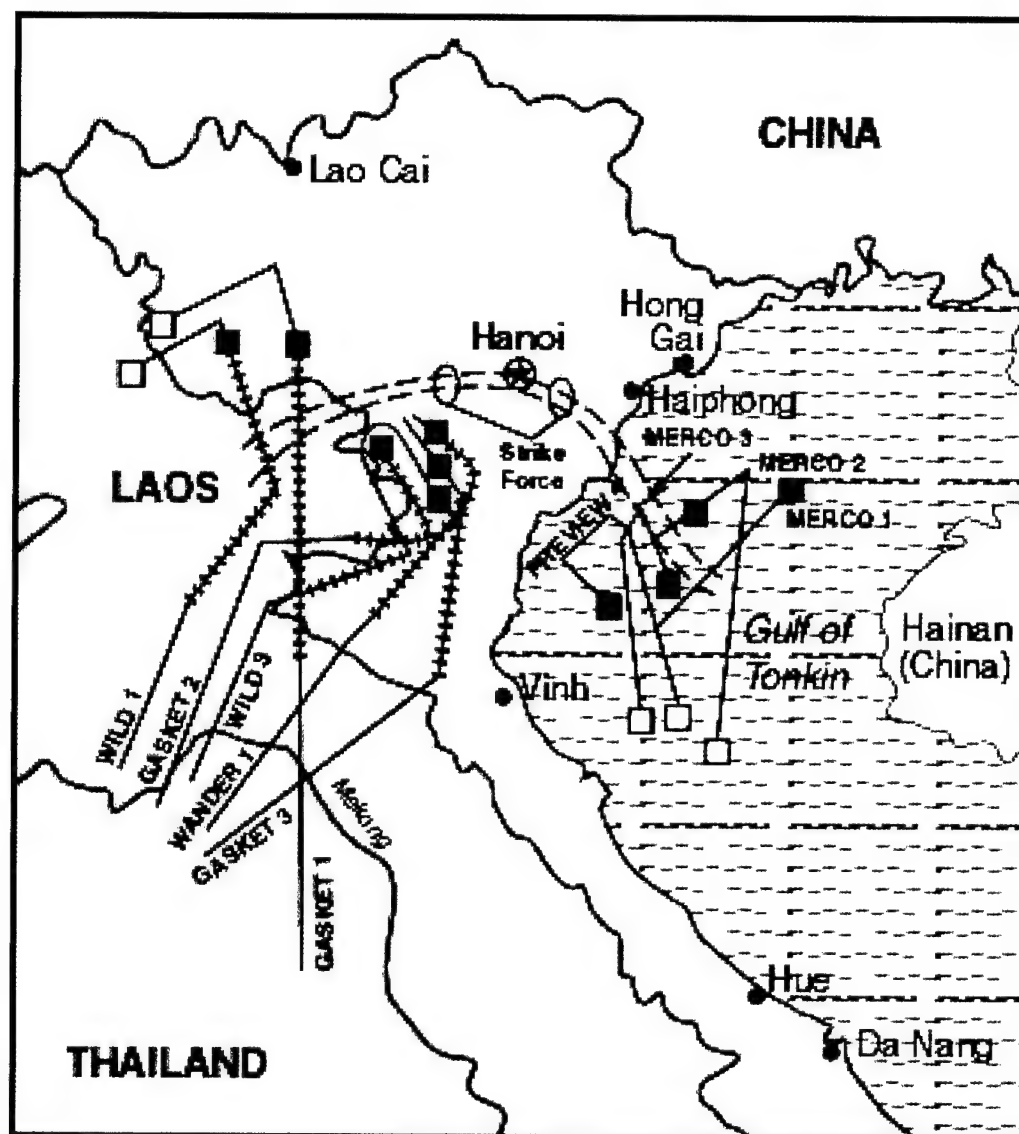 CHINA
Lao Cai
Hong
Gai
Hanoi
Haiphong
MERCO 3
Strike
Force
MERCO 2
LAOS
MERCO 1
Gulf of
Tonkin
Hainan
(China)
Vinh
WILD 1
GASKET 2
WILD 3
WANDER 1
GASKET 3
Mekong
GASKET 1
Hue
Da Nang
THAILAND